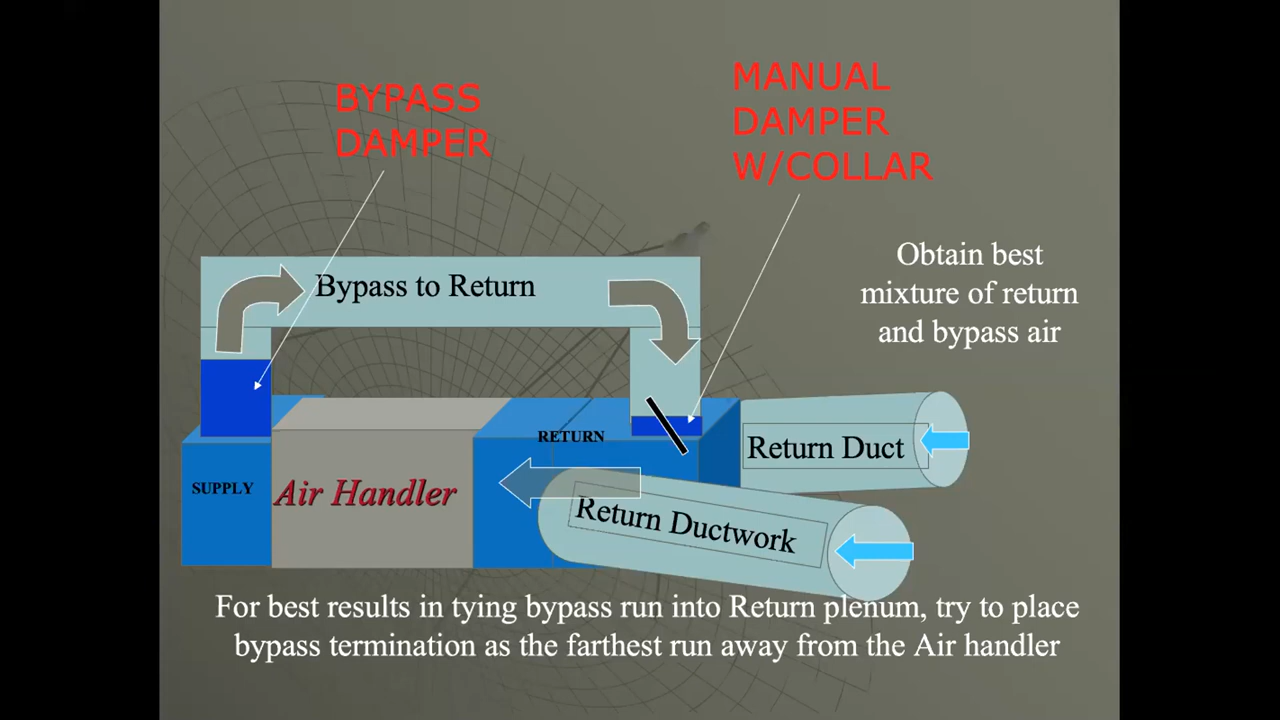 BYPASS
DAMPER
MANUAL
DAMPER
W/COLLAR
Obtain best
mixture of return
and bypass air
Bypass to Return
RETURN
Return Duct
SUPPLY
Air Handler
Return Ductwork
For best results in tying bypass run into Return plenum, try to place
bypass termination as the farthest run away from the Air handler